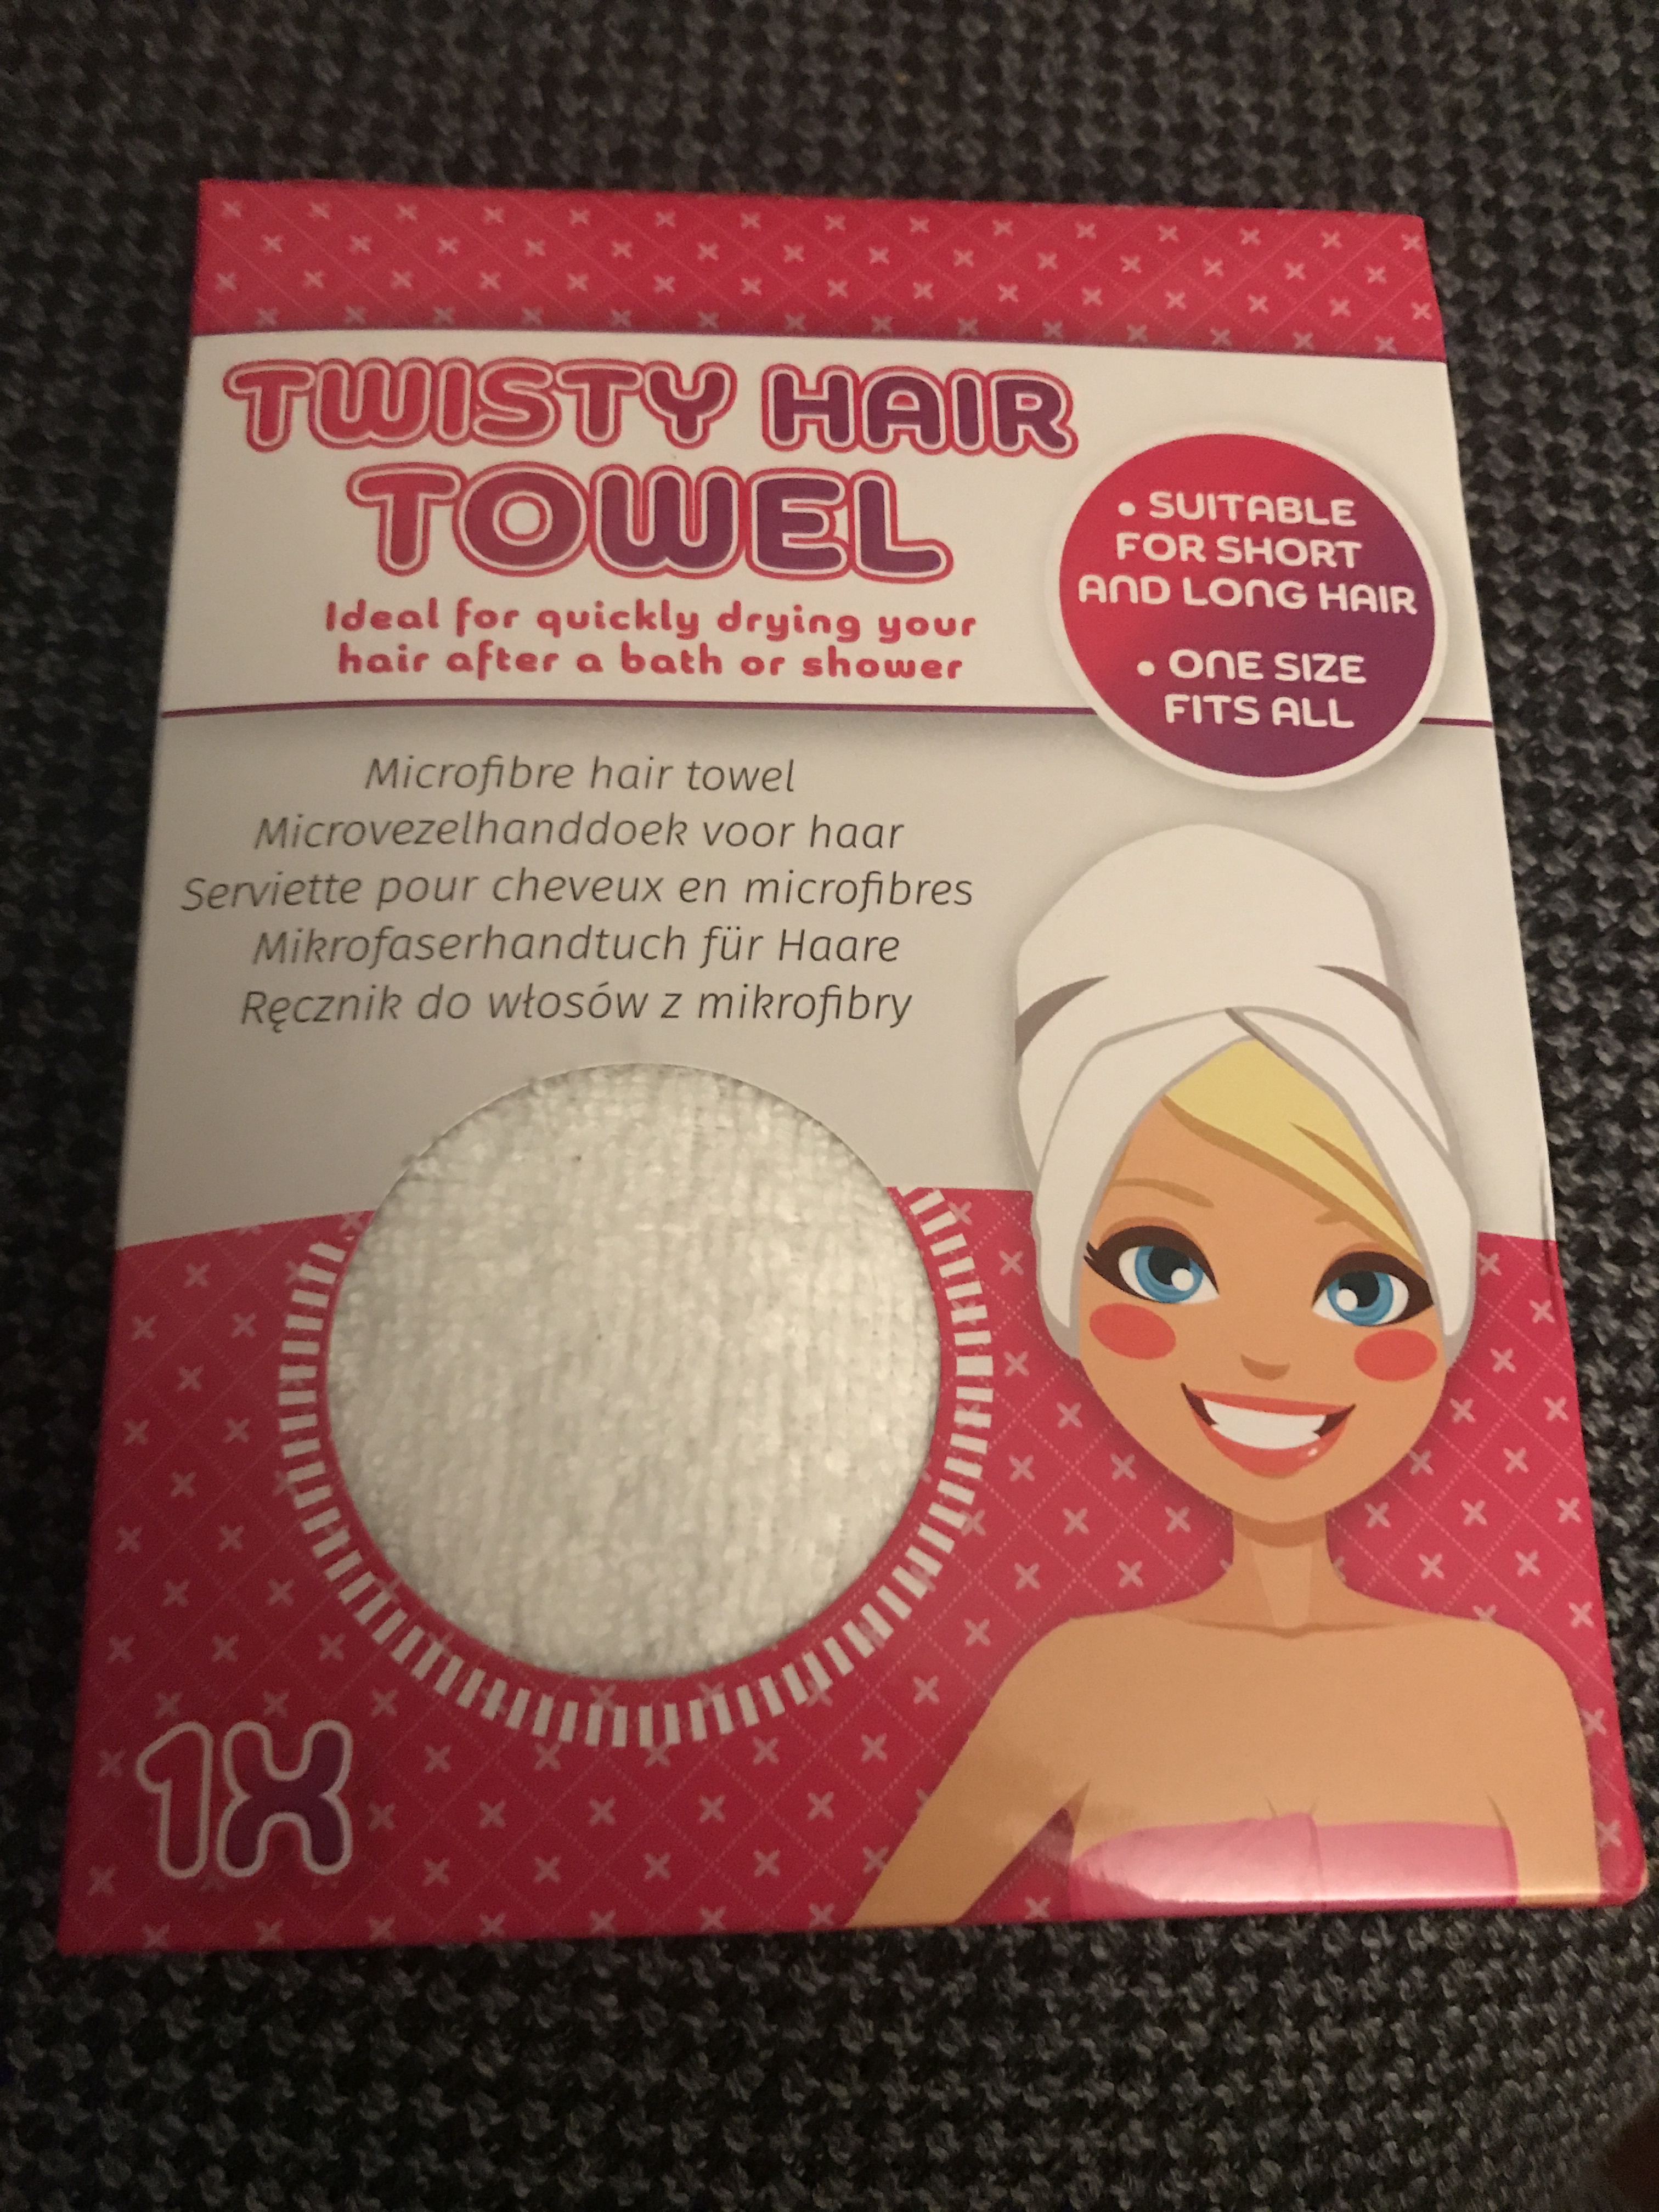 TWISTY HAIR
TOWEL
Ideal for quickly drying your
hair after a bath or shower
• SUITABLE
FOR SHORT
AND LONG HAIR
• ONE SIZE
FITS ALL
Microfibre hair towel
Microvezelhanddoek voor haar
Serviette pour cheveux en microfibres
Mikrofaserhandtuch für Haare
Ręcznik do włosów z mikrofibry
1X